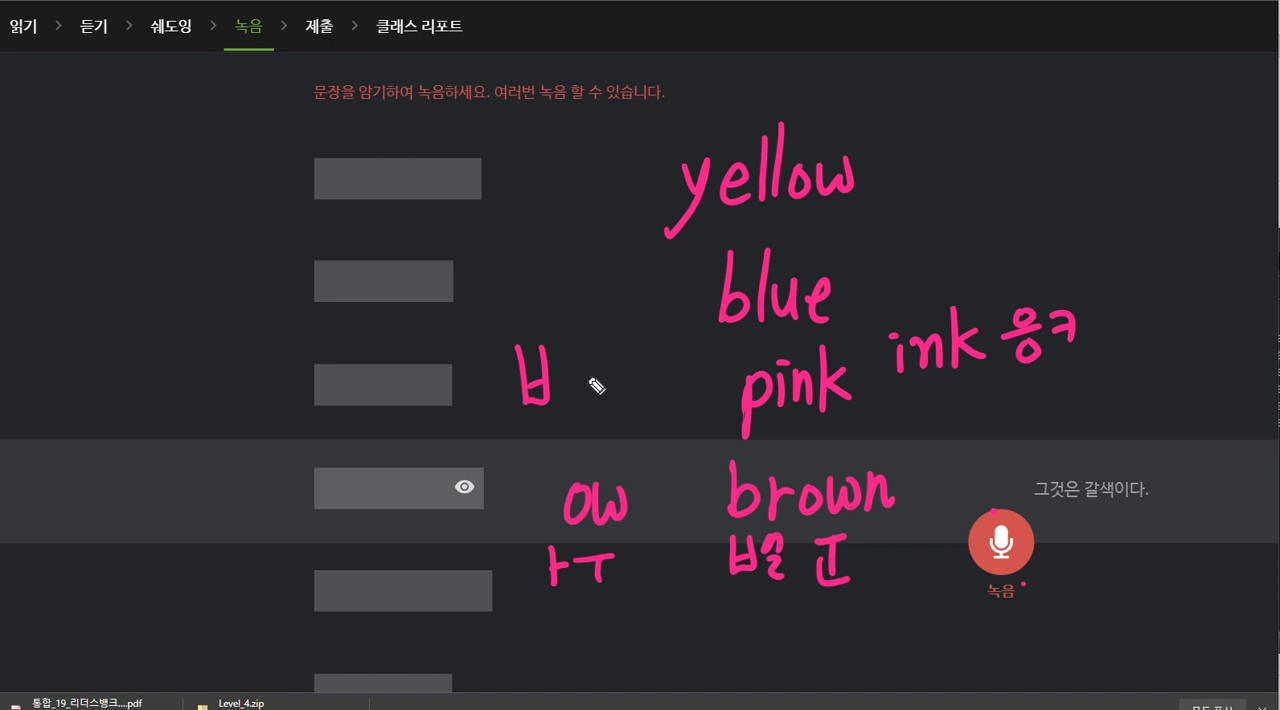 읽기 > 듣기 > 쉐도잉 > 녹음 > 제출 > 클래스 리포트
문장을 암기하여 녹음하세요. 여러번 녹음 할 수 있습니다.
yellow
blue
ink 응ㅋ
ㅂ pink
ow brown 그것은 갈색이다.
ㅏㅜ
녹음
통합_19_리더스뱅크....pdf Level_4.zip